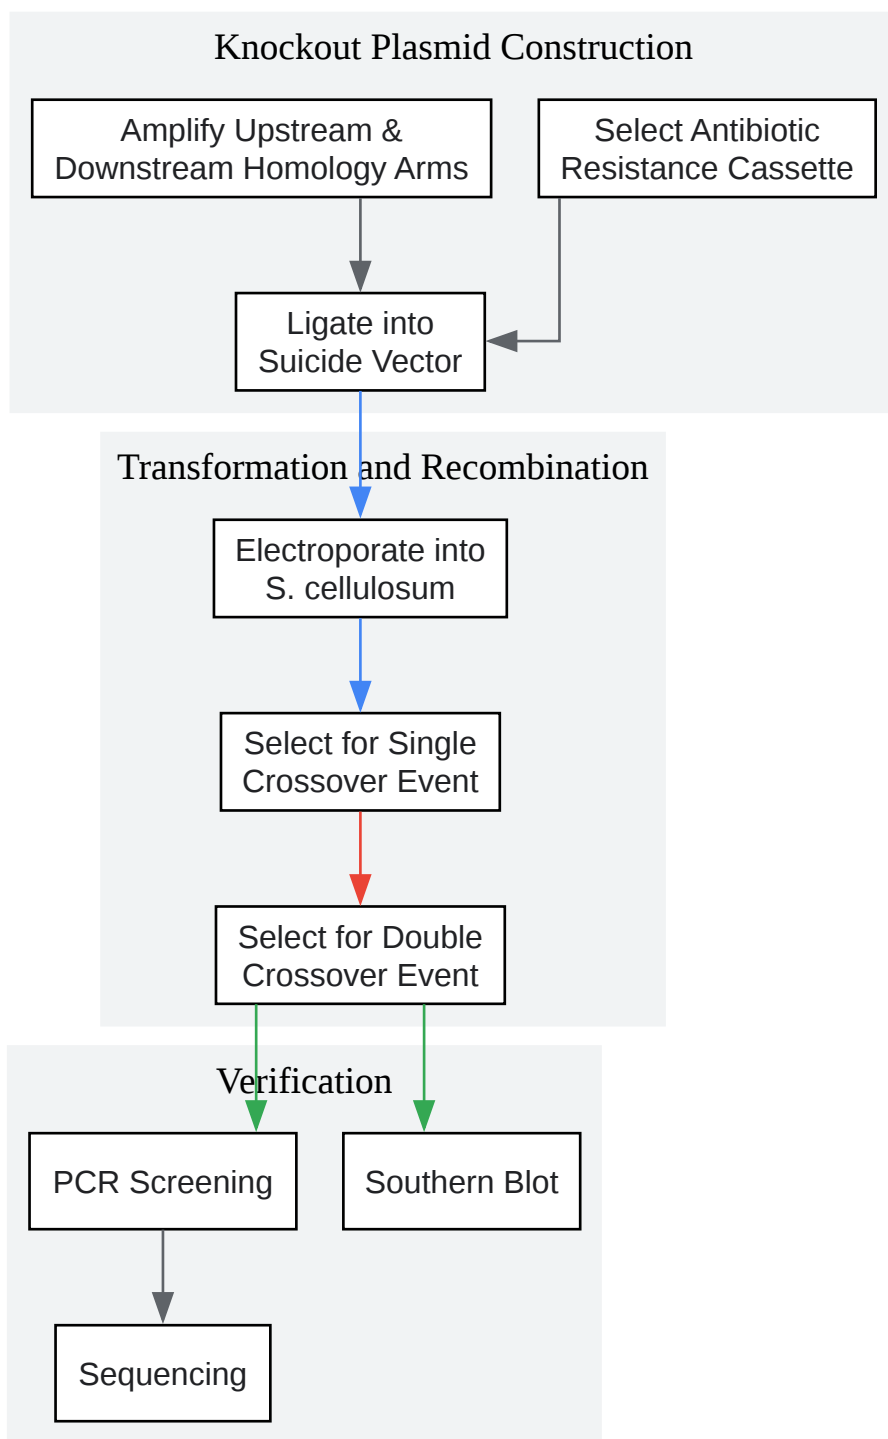 Knockout Plasmid Construction
Amplify Upstream &
Downstream Homology Arms
Select Antibiotic
Resistance Cassette
Ligate into
Suicide Vector
Transformation and Recombination
Electroporate into
S. cellulosum
Select for Single
Crossover Event
Select for Double
Crossover Event
Verification
PCR Screening
Southern Blot
Sequencing